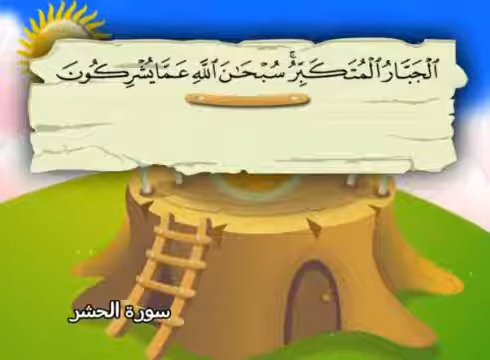 ٱلْجَبَّارُ ٱلْمُتَكَبِّرُۚ سُبْحَـٰنَ ٱللَّهِ عَمَّا يُشْرِكُونَ
سورة الحشر